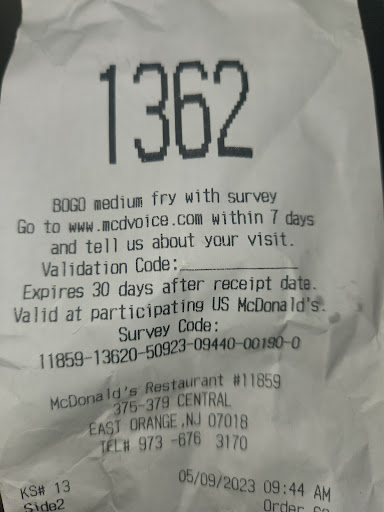 1362
BOGO medium fry with survey
Go to www.mcdvoice.com within 7 days
and tell us about your visit.
Validation Code:_______________
Expires 30 days after receipt date.
Valid at participating US McDonald's.
Survey Code:
11859-13620-50923-09440-00190-0
McDonald's Restaurant #11859
375-379 CENTRAL
EAST ORANGE,NJ 07018
TEL# 973 -676 3170
KS# 13 05/09/2023 09:44 AM
Side2 Order